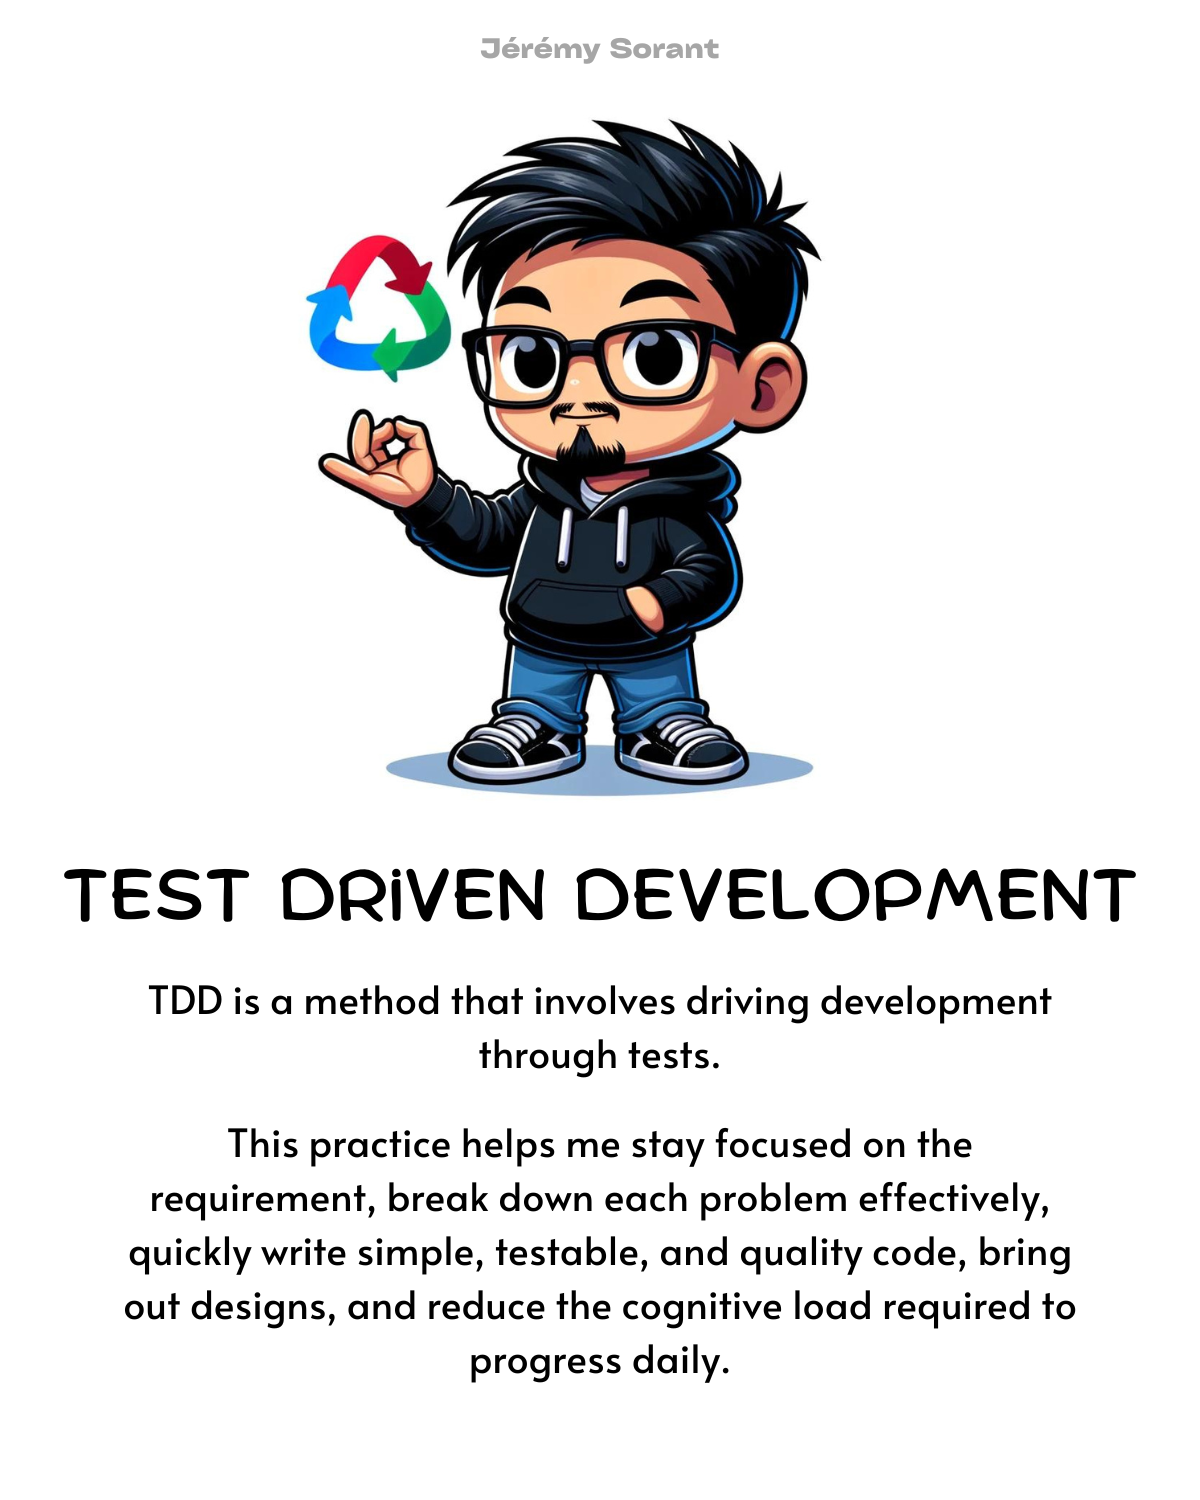 Jérémy Sorant
TEST DRiVEN DEVELOPMENT
TDD is a method that involves driving development
through tests.
This practice helps me stay focused on the
requirement, break down each problem effectively,
quickly write simple, testable, and quality code, bring
out designs, and reduce the cognitive load required to
progress daily.